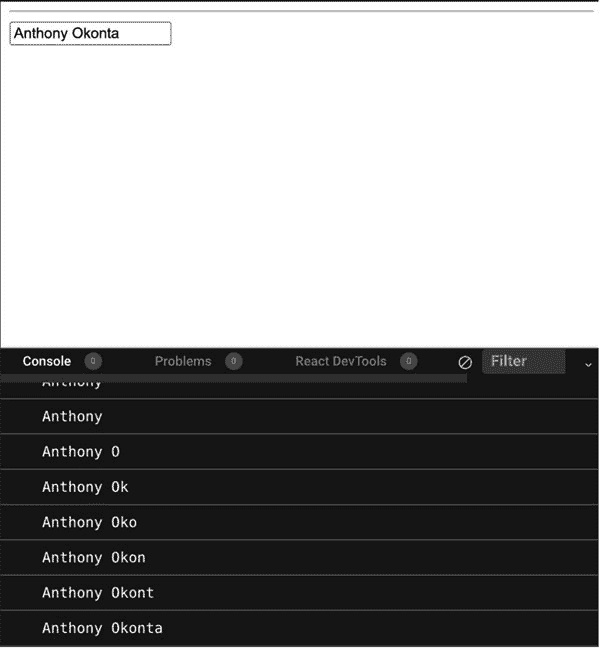 Anthony Okonta
Console 0 Problems 0 React DevTools 0 Filter
Anthony
Anthony
Anthony O
Anthony Ok
Anthony Oko
Anthony Okon
Anthony Okont
Anthony Okonta